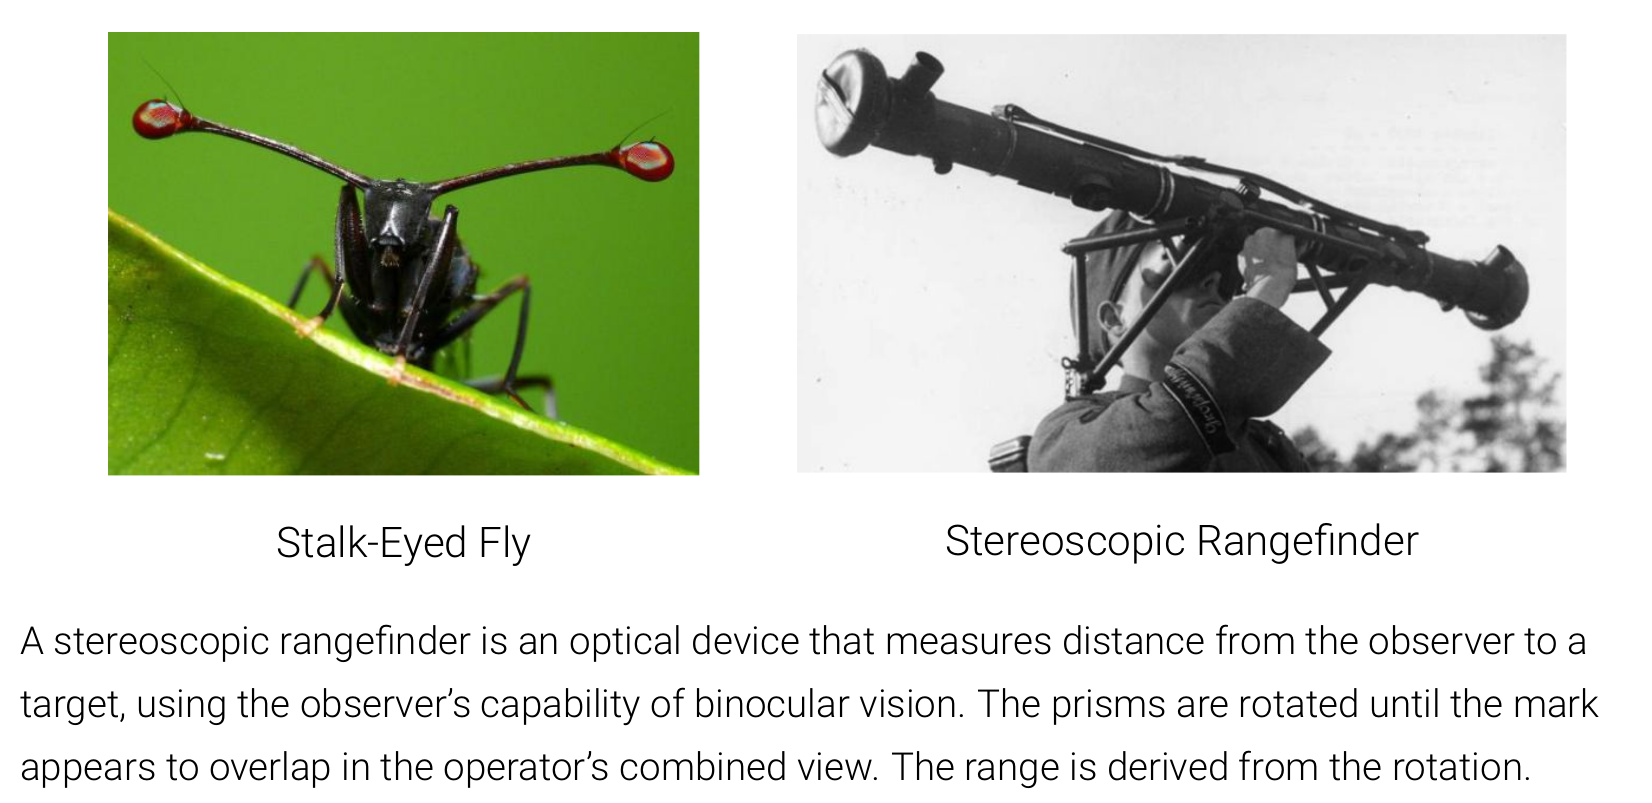 Stalk-Eyed Fly
Stereoscopic Rangefinder
A stereoscopic rangefinder is an optical device that measures distance from the observer to a
target, using the observer's capability of binocular vision. The prisms are rotated until the mark
appears to overlap in the operator's combined view. The range is derived from the rotation.